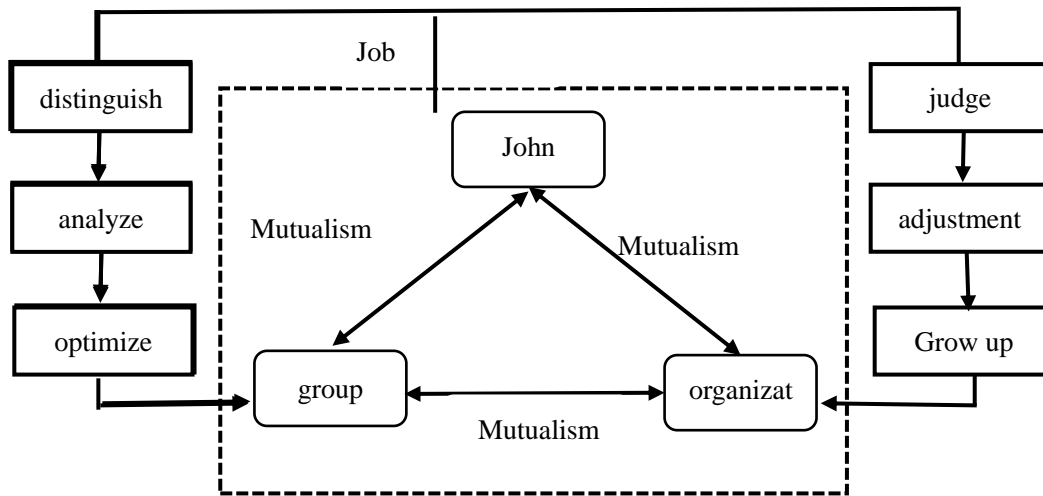 Job
distinguish
judge
John
analyze
Mutualism
Mutualism
adjustment
optimize
Grow up
group
organizat
Mutualism